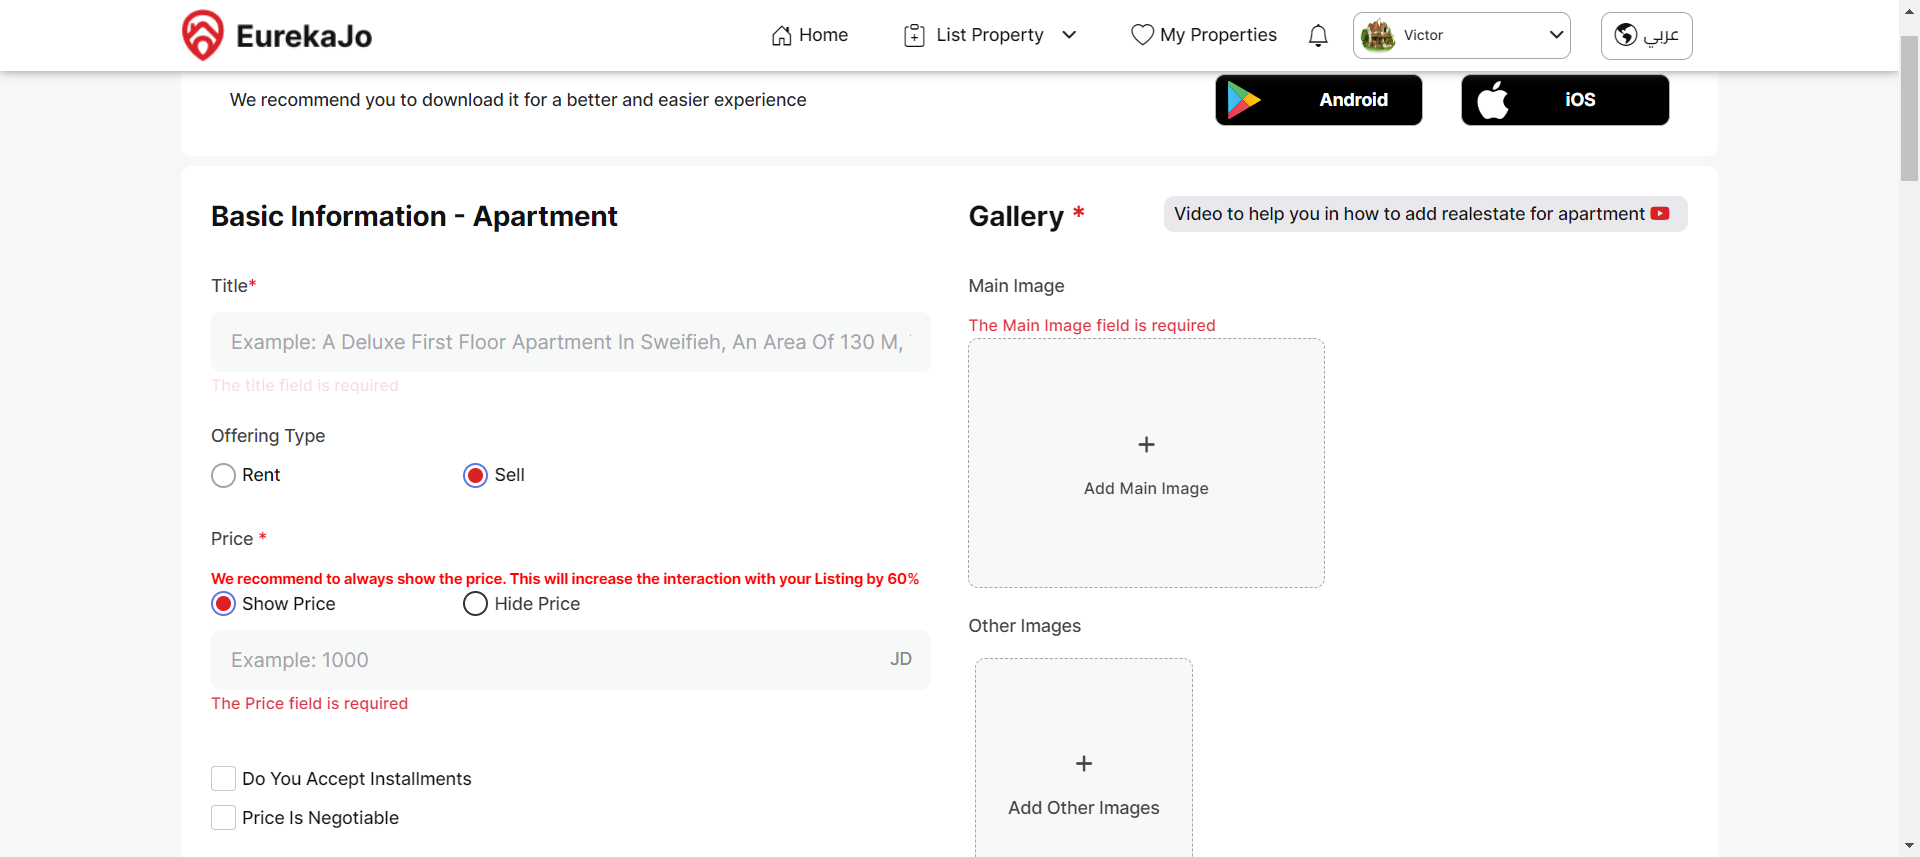 EurekaJo
Home
List Property
My Properties
Victor
عربي
We recommend you to download it for a better and easier experience
Android
iOS
Basic Information - Apartment
Title*
Example: A Deluxe First Floor Apartment In Sweifieh, An Area Of 130 M,
The title field is required
Offering Type
Rent
Sell
Price *
We recommend to always show the price. This will increase the interaction with your Listing by 60%
Show Price
Hide Price
Example: 1000
JD
The Price field is required
Do You Accept Installments
Price Is Negotiable
Gallery *
Video to help you in how to add realestate for apartment
Main Image
The Main Image field is required
+
Add Main Image
Other Images
+
Add Other Images